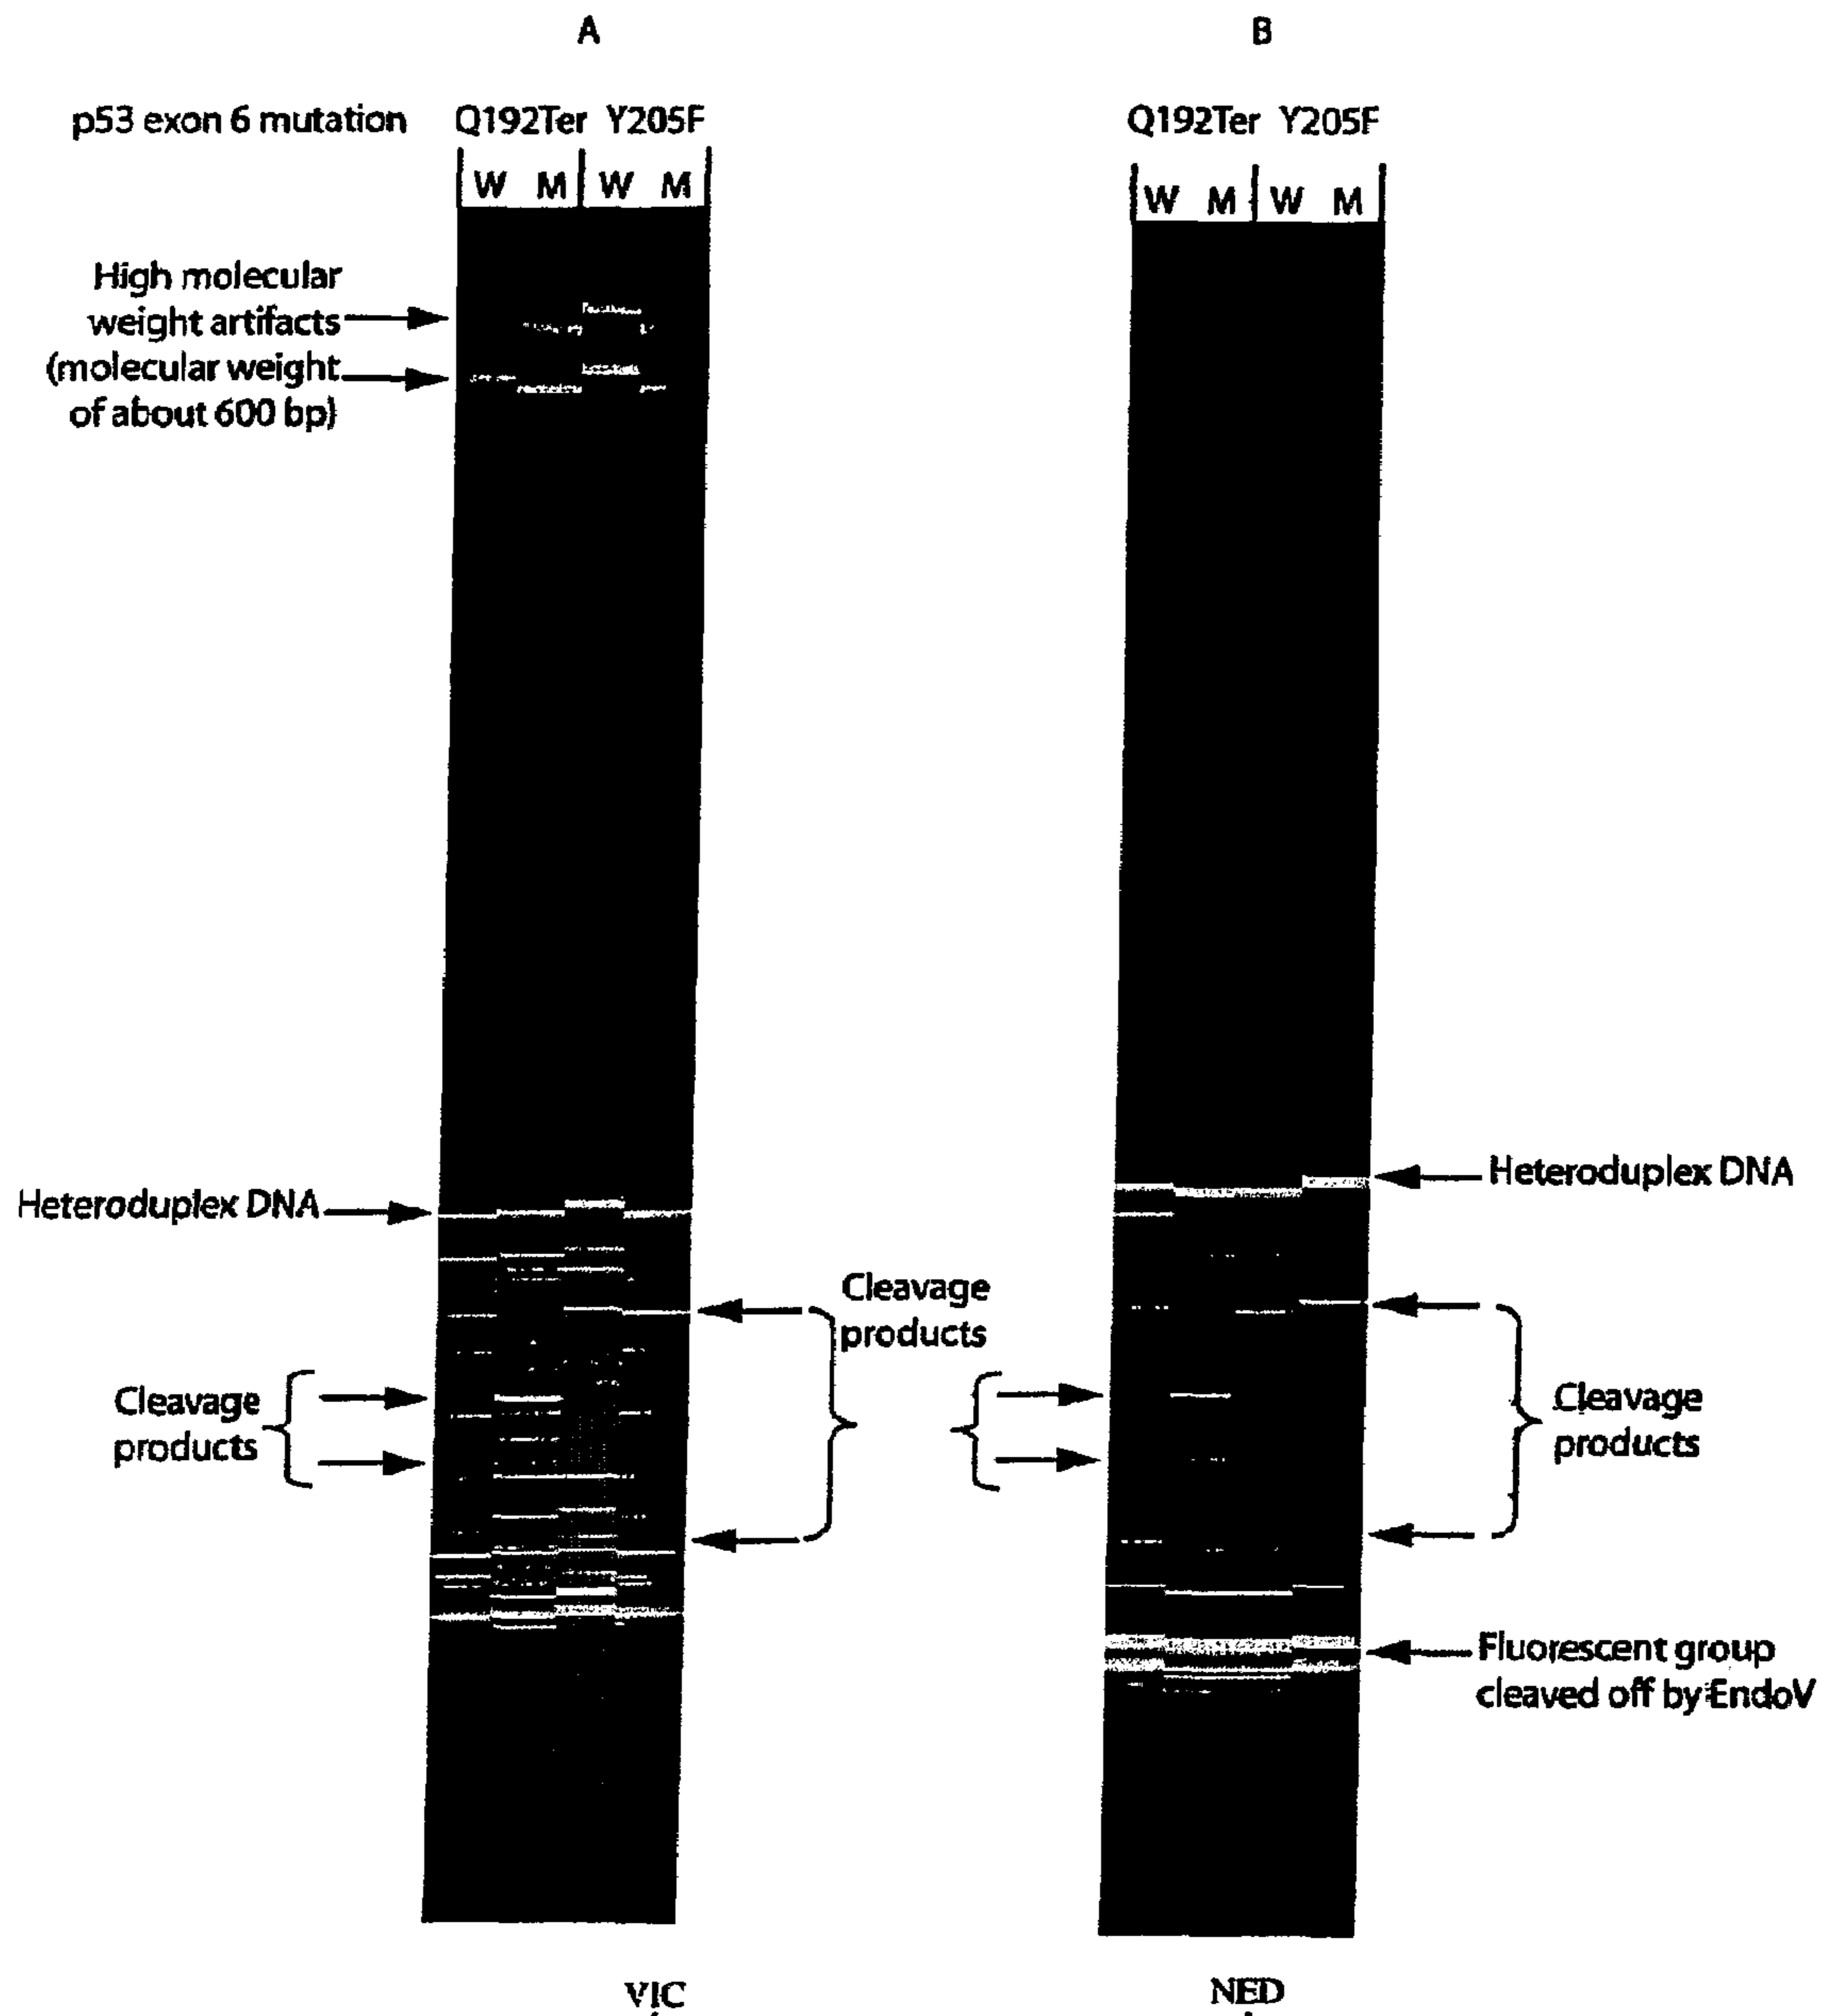 A
B
p53 exon 6 mutation
Q192Ter Y205F
W M W M
Q192Ter Y205F
W M W M
High molecular
weight artifacts
(molecular weight
of about 600 bp)
Heteroduplex DNA
Heteroduplex DNA
Cleavage
products
Cleavage
products
Cleavage
products
Fluorescent group
cleaved off by EndoV
VIC
NED